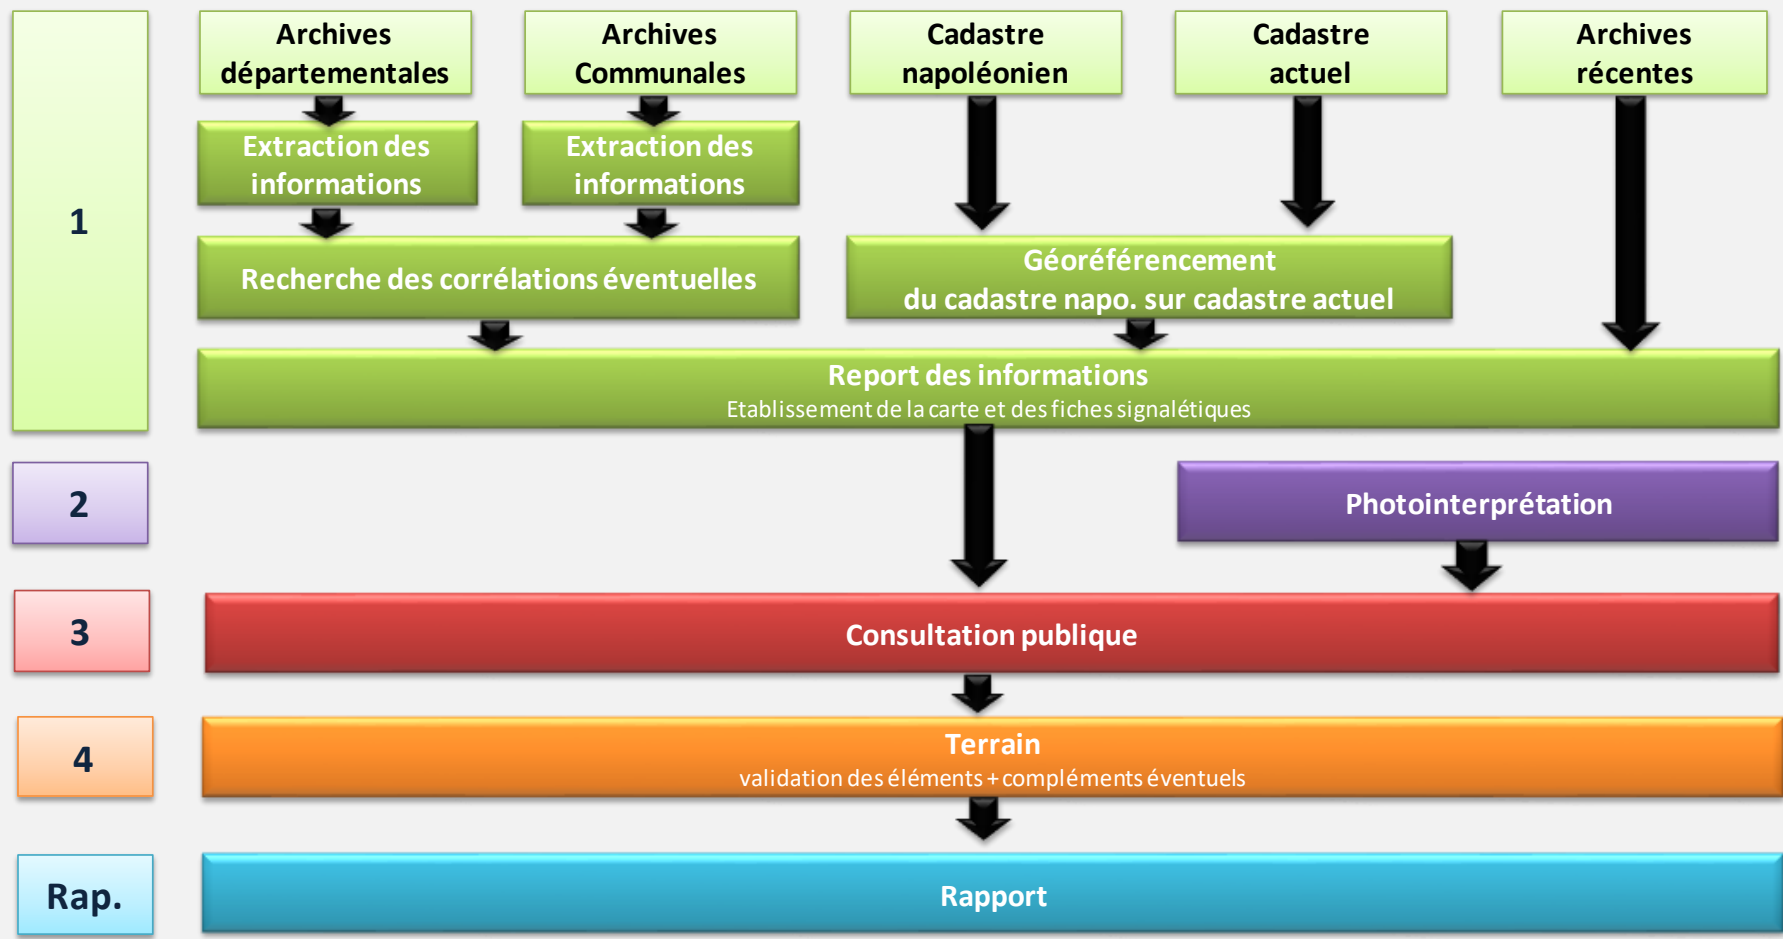 1
Archives
départementales
Archives
Communales
Cadastre
napoléonien
Cadastre
actuel
Archives
récentes
Extraction des
informations
Extraction des
informations
Recherche des corrélations éventuelles
Géoréférencement
du cadastre napo. sur cadastre actuel
Report des informations
Etablissement de la carte et des fiches signalétiques
2
Photointerprétation
3
Consultation publique
4
Terrain
validation des éléments + compléments éventuels
Rap.
Rapport